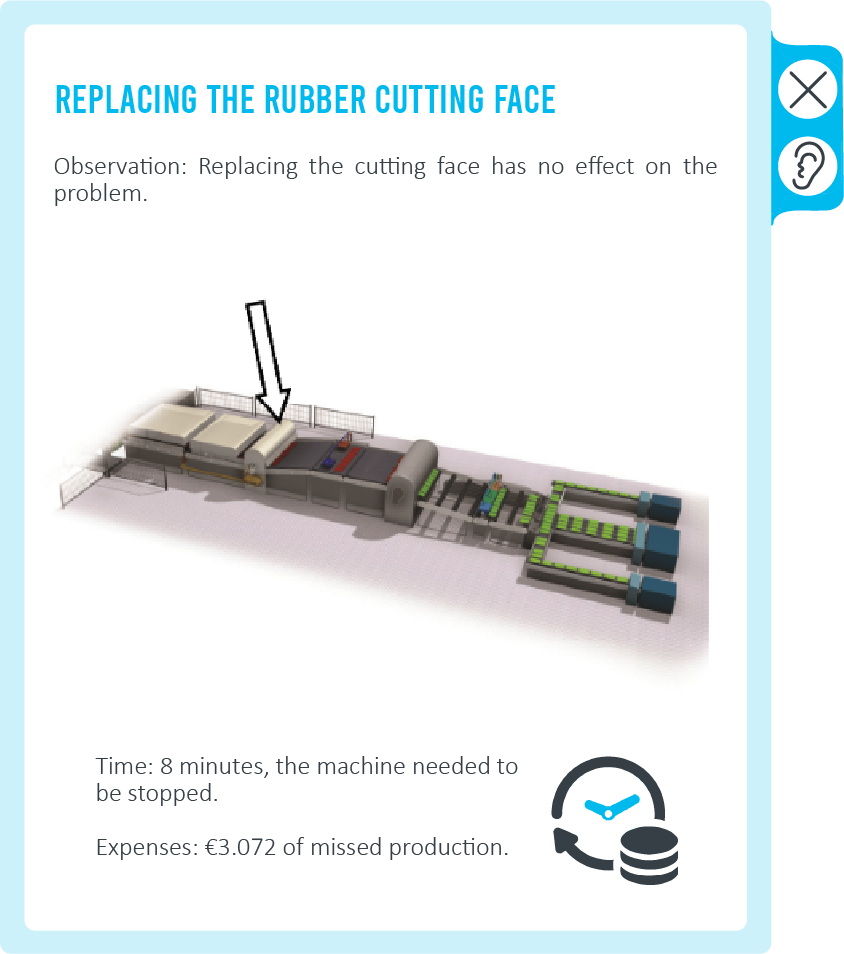 REPLACING THE RUBBER CUTTING FACE
Observation: Replacing the cutting face has no effect on the
problem.
Time: 8 minutes, the machine needed to
be stopped.
Expenses: €3.072 of missed production.